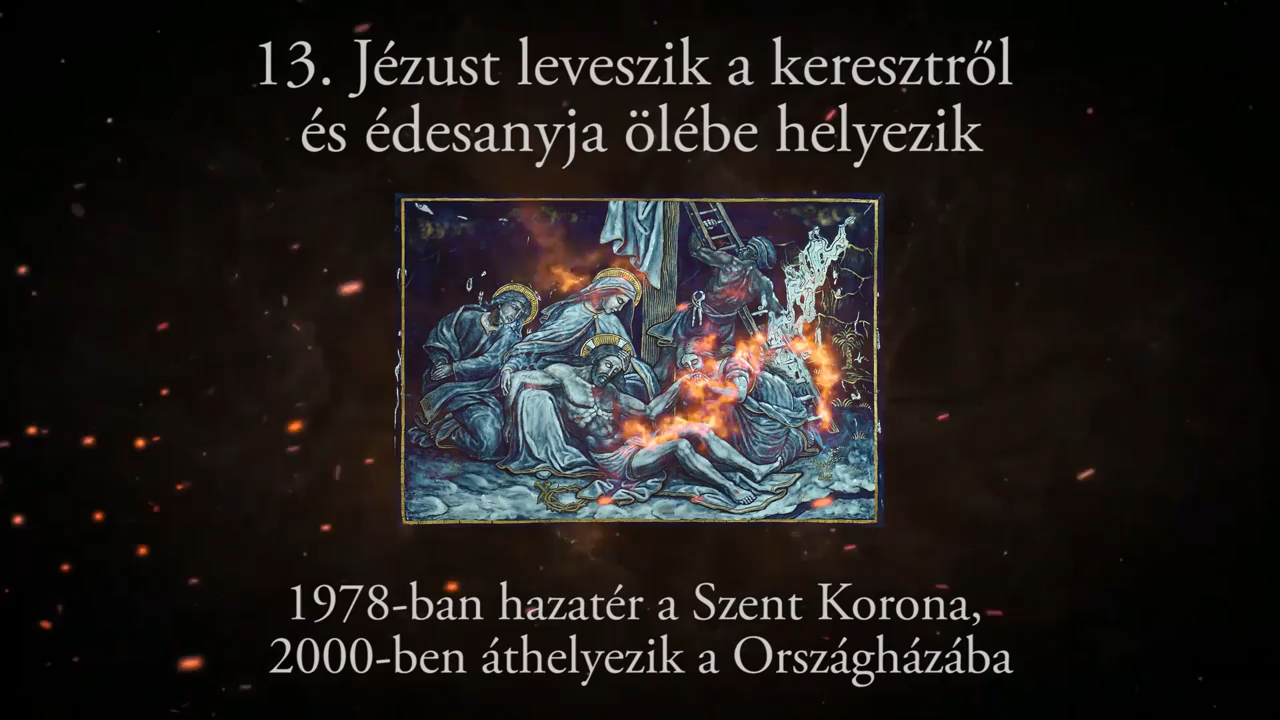 13. Jézust leveszik a keresztről
és édesanyja ölébe helyezik
1978-ban hazatér a Szent Korona,
2000-ben áthelyezik a Országházába